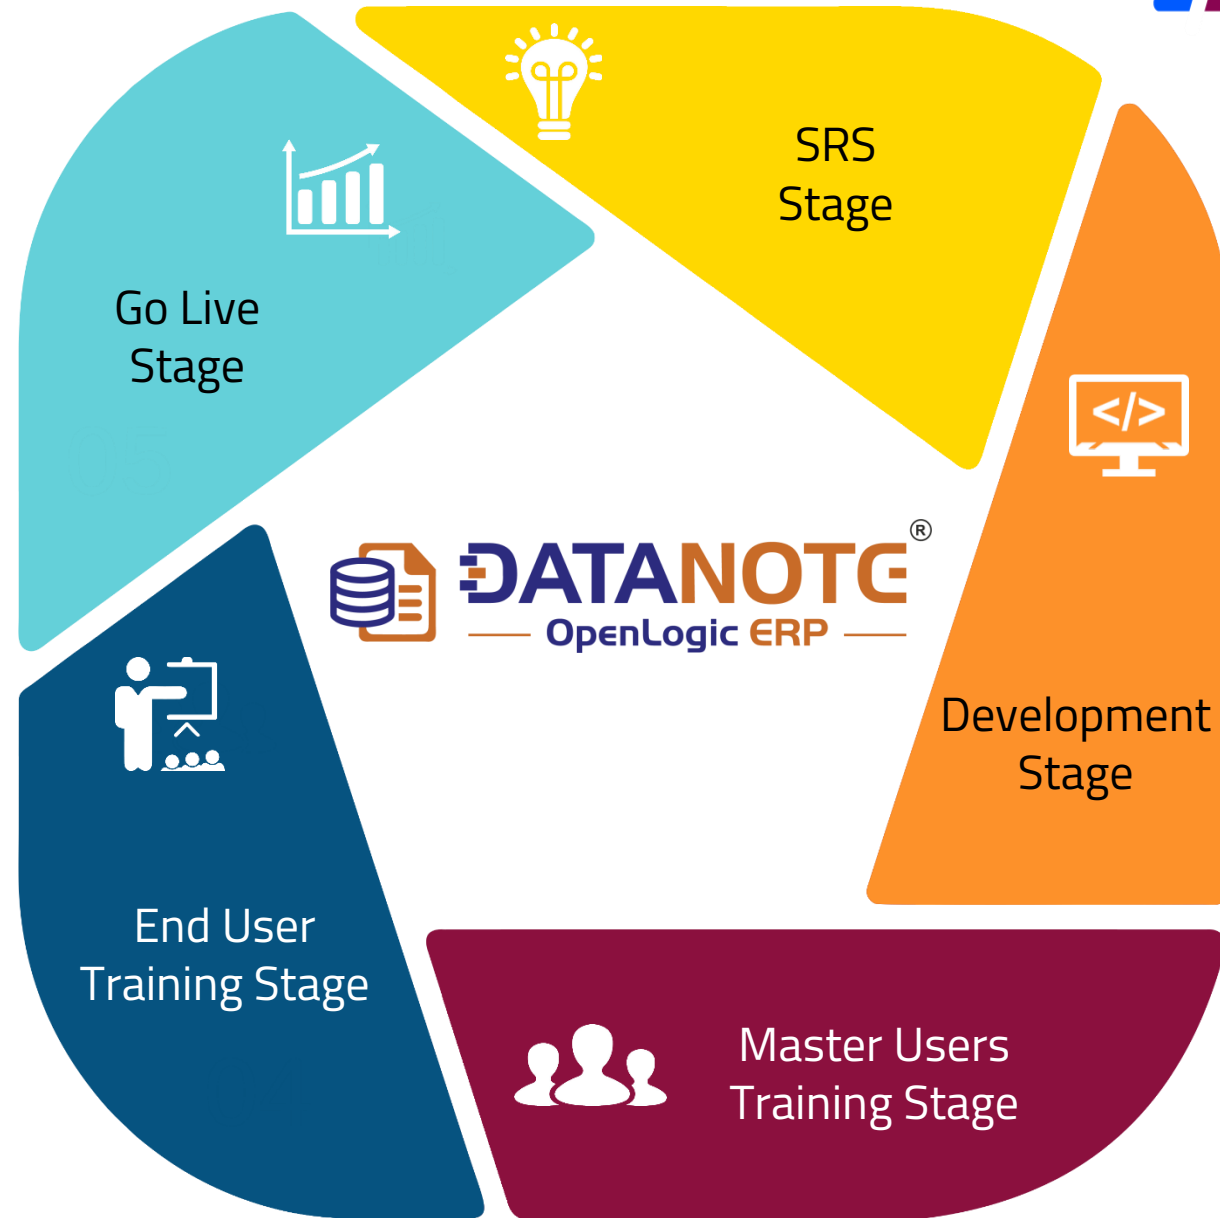 SRS
Stage
Go Live
Stage
</>
DATANOTE®
OpenLogic ERP
Development
Stage
End User
Training Stage
Master Users
Training Stage